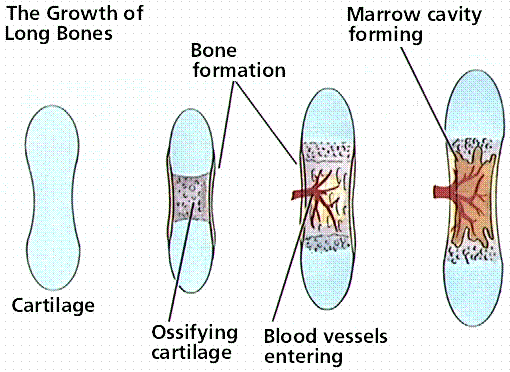 The Growth of
Long Bones
Bone
formation
Marrow cavity
forming
Cartilage
Ossifying
cartilage
Blood vessels
entering